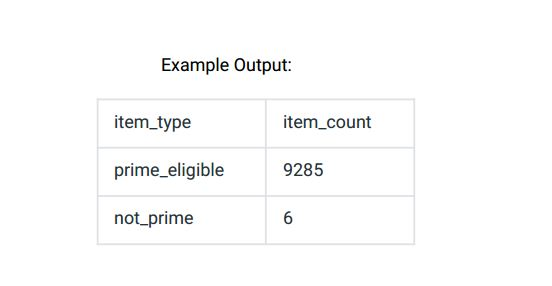 Example Output:
item_type item_count
prime_eligible 9285
not_prime 6